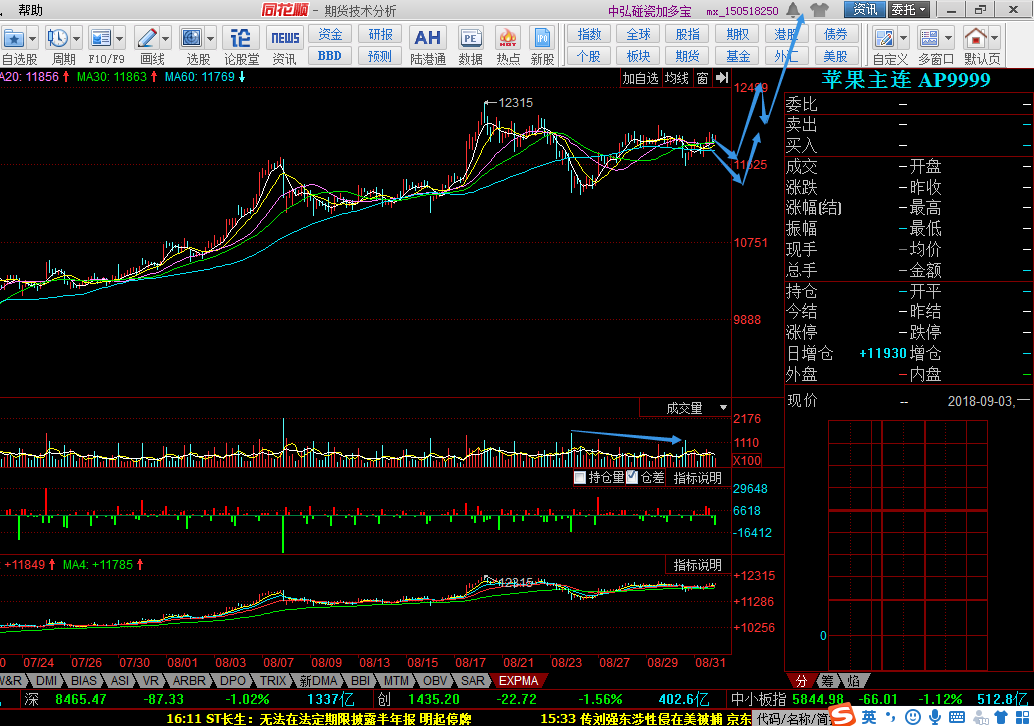 帮助
同花顺 - 期货技术分析
中弘碰瓷加多宝 mx_150518250
资讯 委托
自选股 周期 F10/F9 画线 选股 论股堂 资讯 BBD 陆港通 数据 热点 新股
论 NEWS 资金 研报 AH PE HOT IPO
预测
指数 全球 股指 期权 港股 债券
个股 板块 期货 基金 外汇 美股
自定义 多窗口 默认页
A20: 11856 MA30: 11863 MA60: 11769
加自选 均线 窗
12489
12315
11625
10751
9888
苹果主连 AP9999
委比 --
卖出 --
买入 --
成交 – 开盘 –
涨跌 – 昨收 –
涨幅(结) – 最高 –
振幅 – 最低 –
现手 – 均价 –
总手 – 金额 –
持仓 – 开平 –
今结 – 昨结 –
涨停 – 跌停 –
日增仓 +11930 增仓 –
外盘 – 内盘 –
现价 -- 2018-09-03,一
0
成交量
2176
1110
X100
持仓量 仓差 指标说明
29648
6618
-16412
+11849 MA4: +11785
指标说明
12315
+12315
+11286
+10256
0 07/24 07/26 07/30 08/01 08/03 08/07 08/09 08/13 08/15 08/17 08/21 08/23 08/27 08/29 08/31
W&R DMI BIAS ASI VR ARBR DPO TRIX 新DMA BBI MTM OBV SAR EXPMA
分 筹 焰
深 8465.47 -87.33 -1.02% 1337亿 创 1435.20 -22.72 -1.56% 402.6亿 中小板指 5844.98 -66.01 -1.12% 512.8亿
16:11 ST长生：无法在法定期限披露半年报 明起停牌 15:33 传刘强东涉性侵在美被捕 京东
代码/名称/简
英